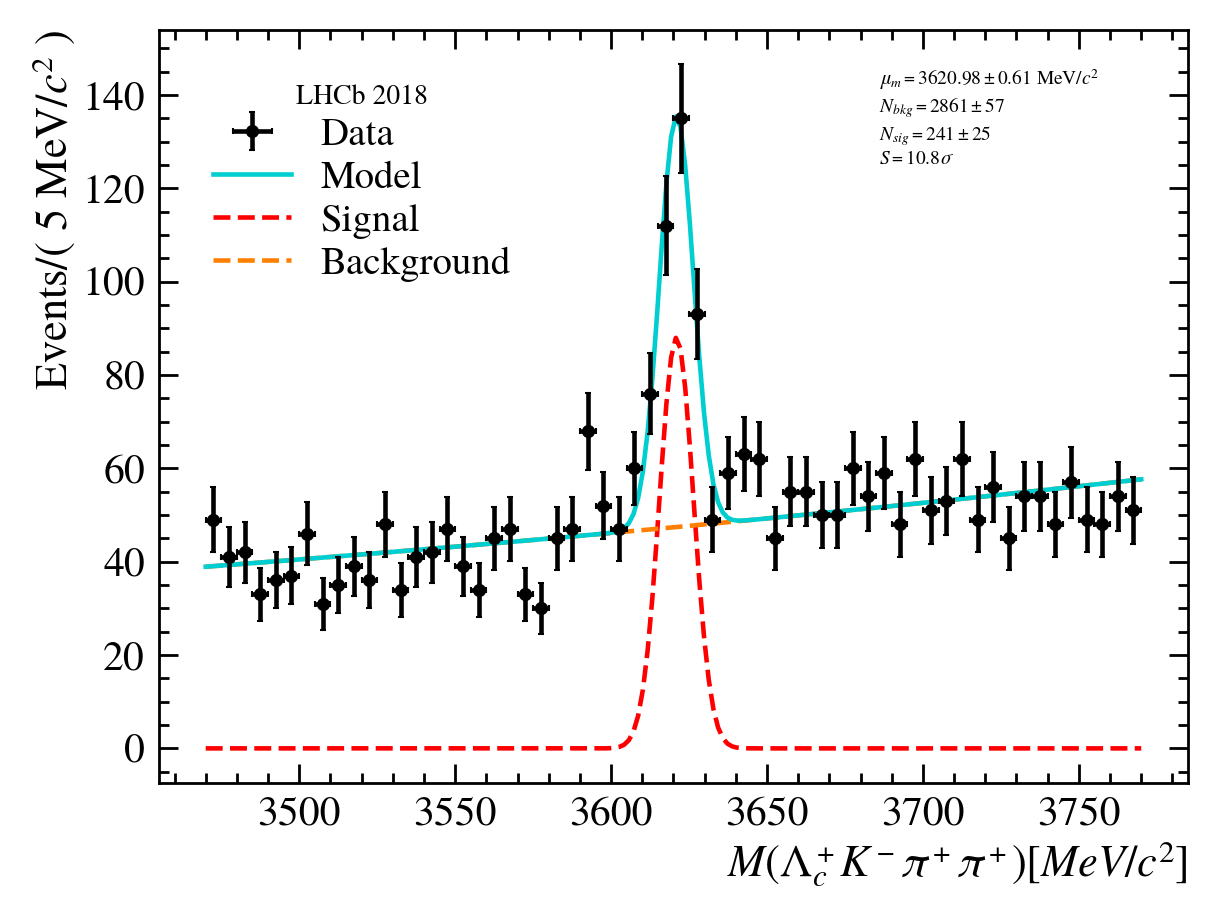 Events/( 5 MeV/c² )
140
120
100
80
60
40
20
0
LHCb 2018
Data
Model
Signal
Background
μₘ = 3620.98 ± 0.61 MeV/c²
N_bkg = 2861 ± 57
N_sig = 241 ± 25
S = 10.8σ
3500 3550 3600 3650 3700 3750
M(Λ_c⁺K⁻π⁺π⁺)[MeV/c²]